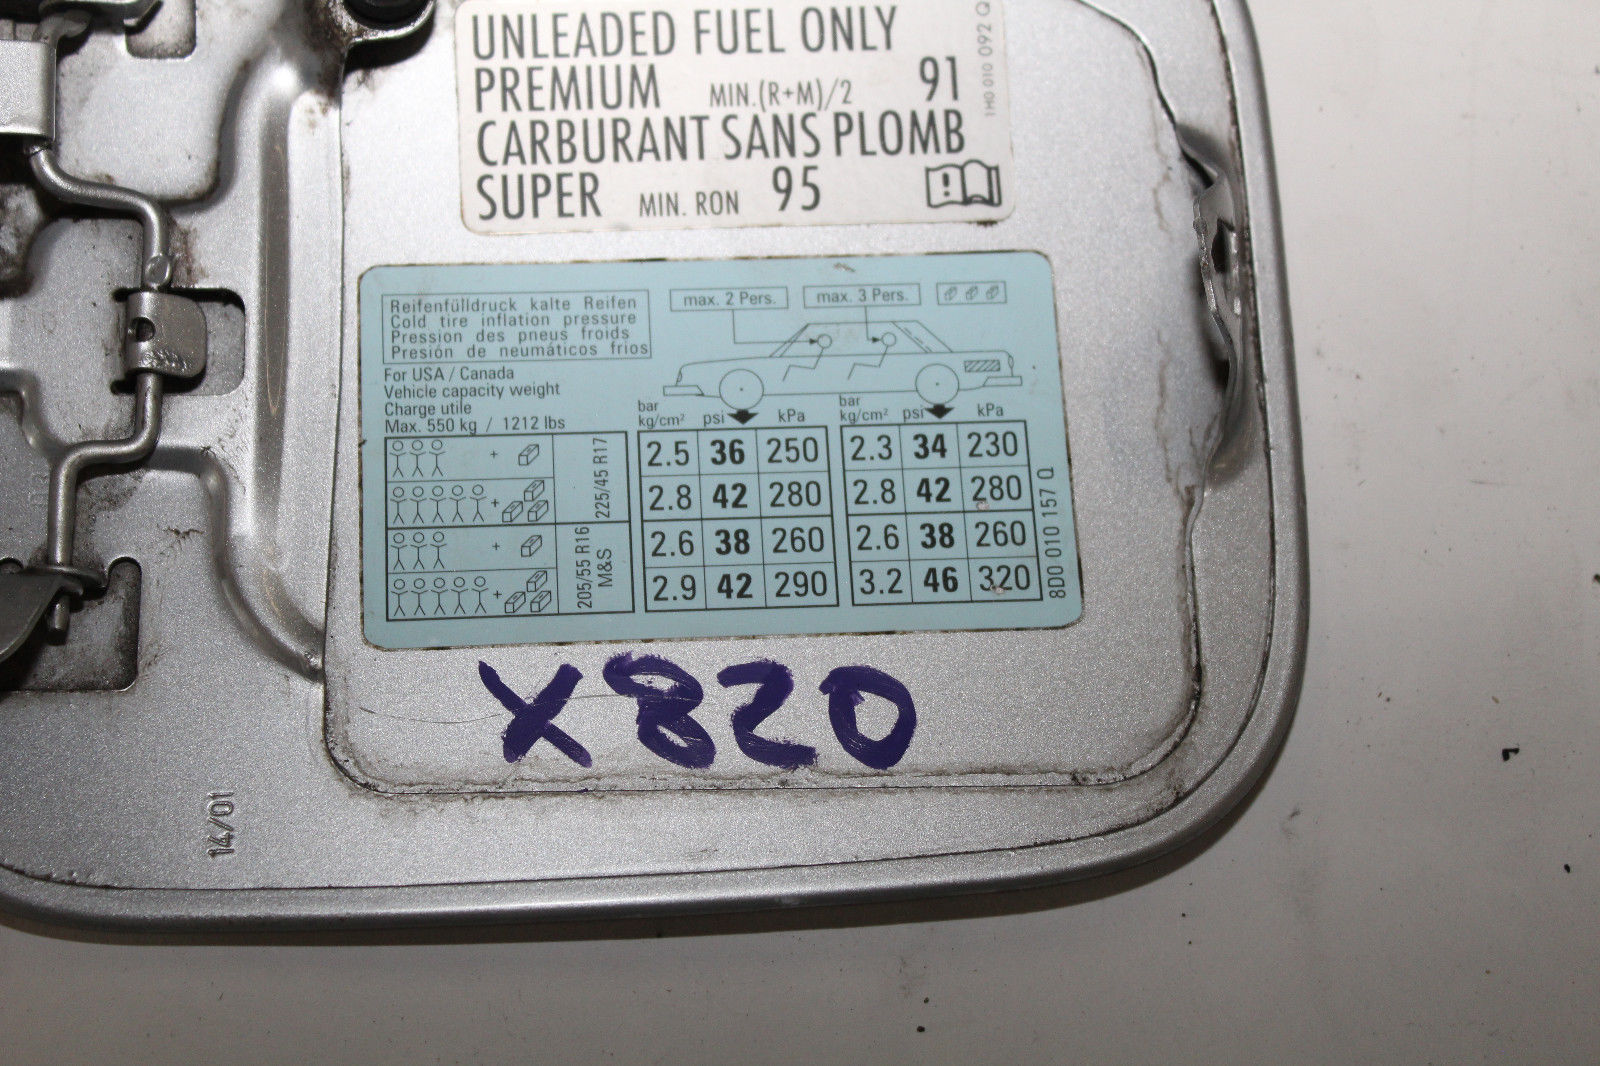 UNLEADED FUEL ONLY
PREMIUM MIN.(R+M)/2 91
CARBURANT SANS PLOMB
SUPER MIN. RON 95
1H0 010 092 Q
Reifenfülldruck kalte Reifen
Cold tire inflation pressure
Pression des pneus froids
Presión de neumáticos frios
max. 2 Pers. max. 3 Pers.
For USA / Canada
Vehicle capacity weight
Charge utile
Max. 550 kg / 1212 lbs
bar kg/cm² psi kPa bar kg/cm² psi kPa
225/45 R17
+ 2.5 36 250 2.3 34 230
+ 2.8 42 280 2.8 42 280
205/55 R16 M&S
+ 2.6 38 260 2.6 38 260
+ 2.9 42 290 3.2 46 320
8D0 010 157 Q
X820
14/01